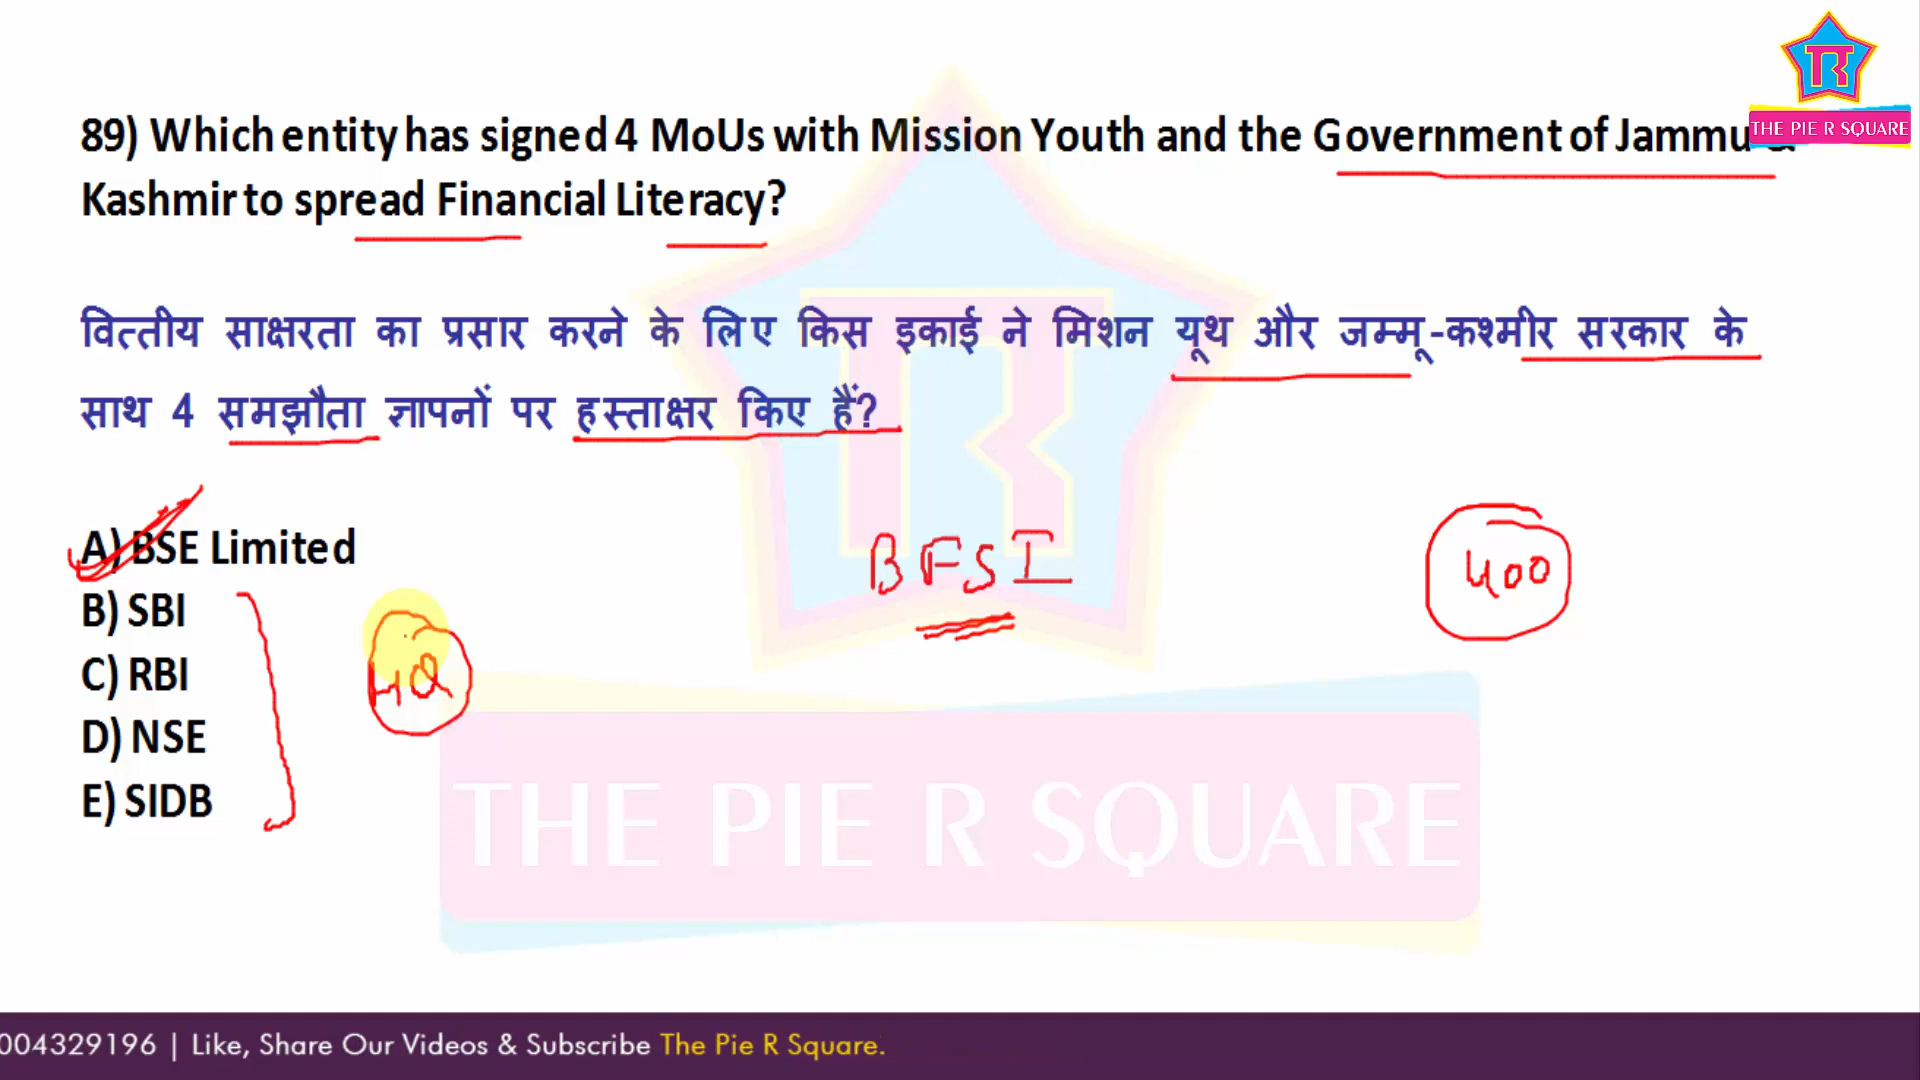 THE PIE R SQUARE
89) Which entity has signed 4 MoUs with Mission Youth and the Government of Jammu &
Kashmir to spread Financial Literacy?
वित्तीय साक्षरता का प्रसार करने के लिए किस इकाई ने मिशन यूथ और जम्मू-कश्मीर सरकार के
साथ 4 समझौता ज्ञापनों पर हस्ताक्षर किए हैं?
A) BSE Limited
B) SBI
C) RBI
D) NSE
E) SIDB
BFSI
400
THE PIE R SQUARE
004329196 | Like, Share Our Videos & Subscribe The Pie R Square.